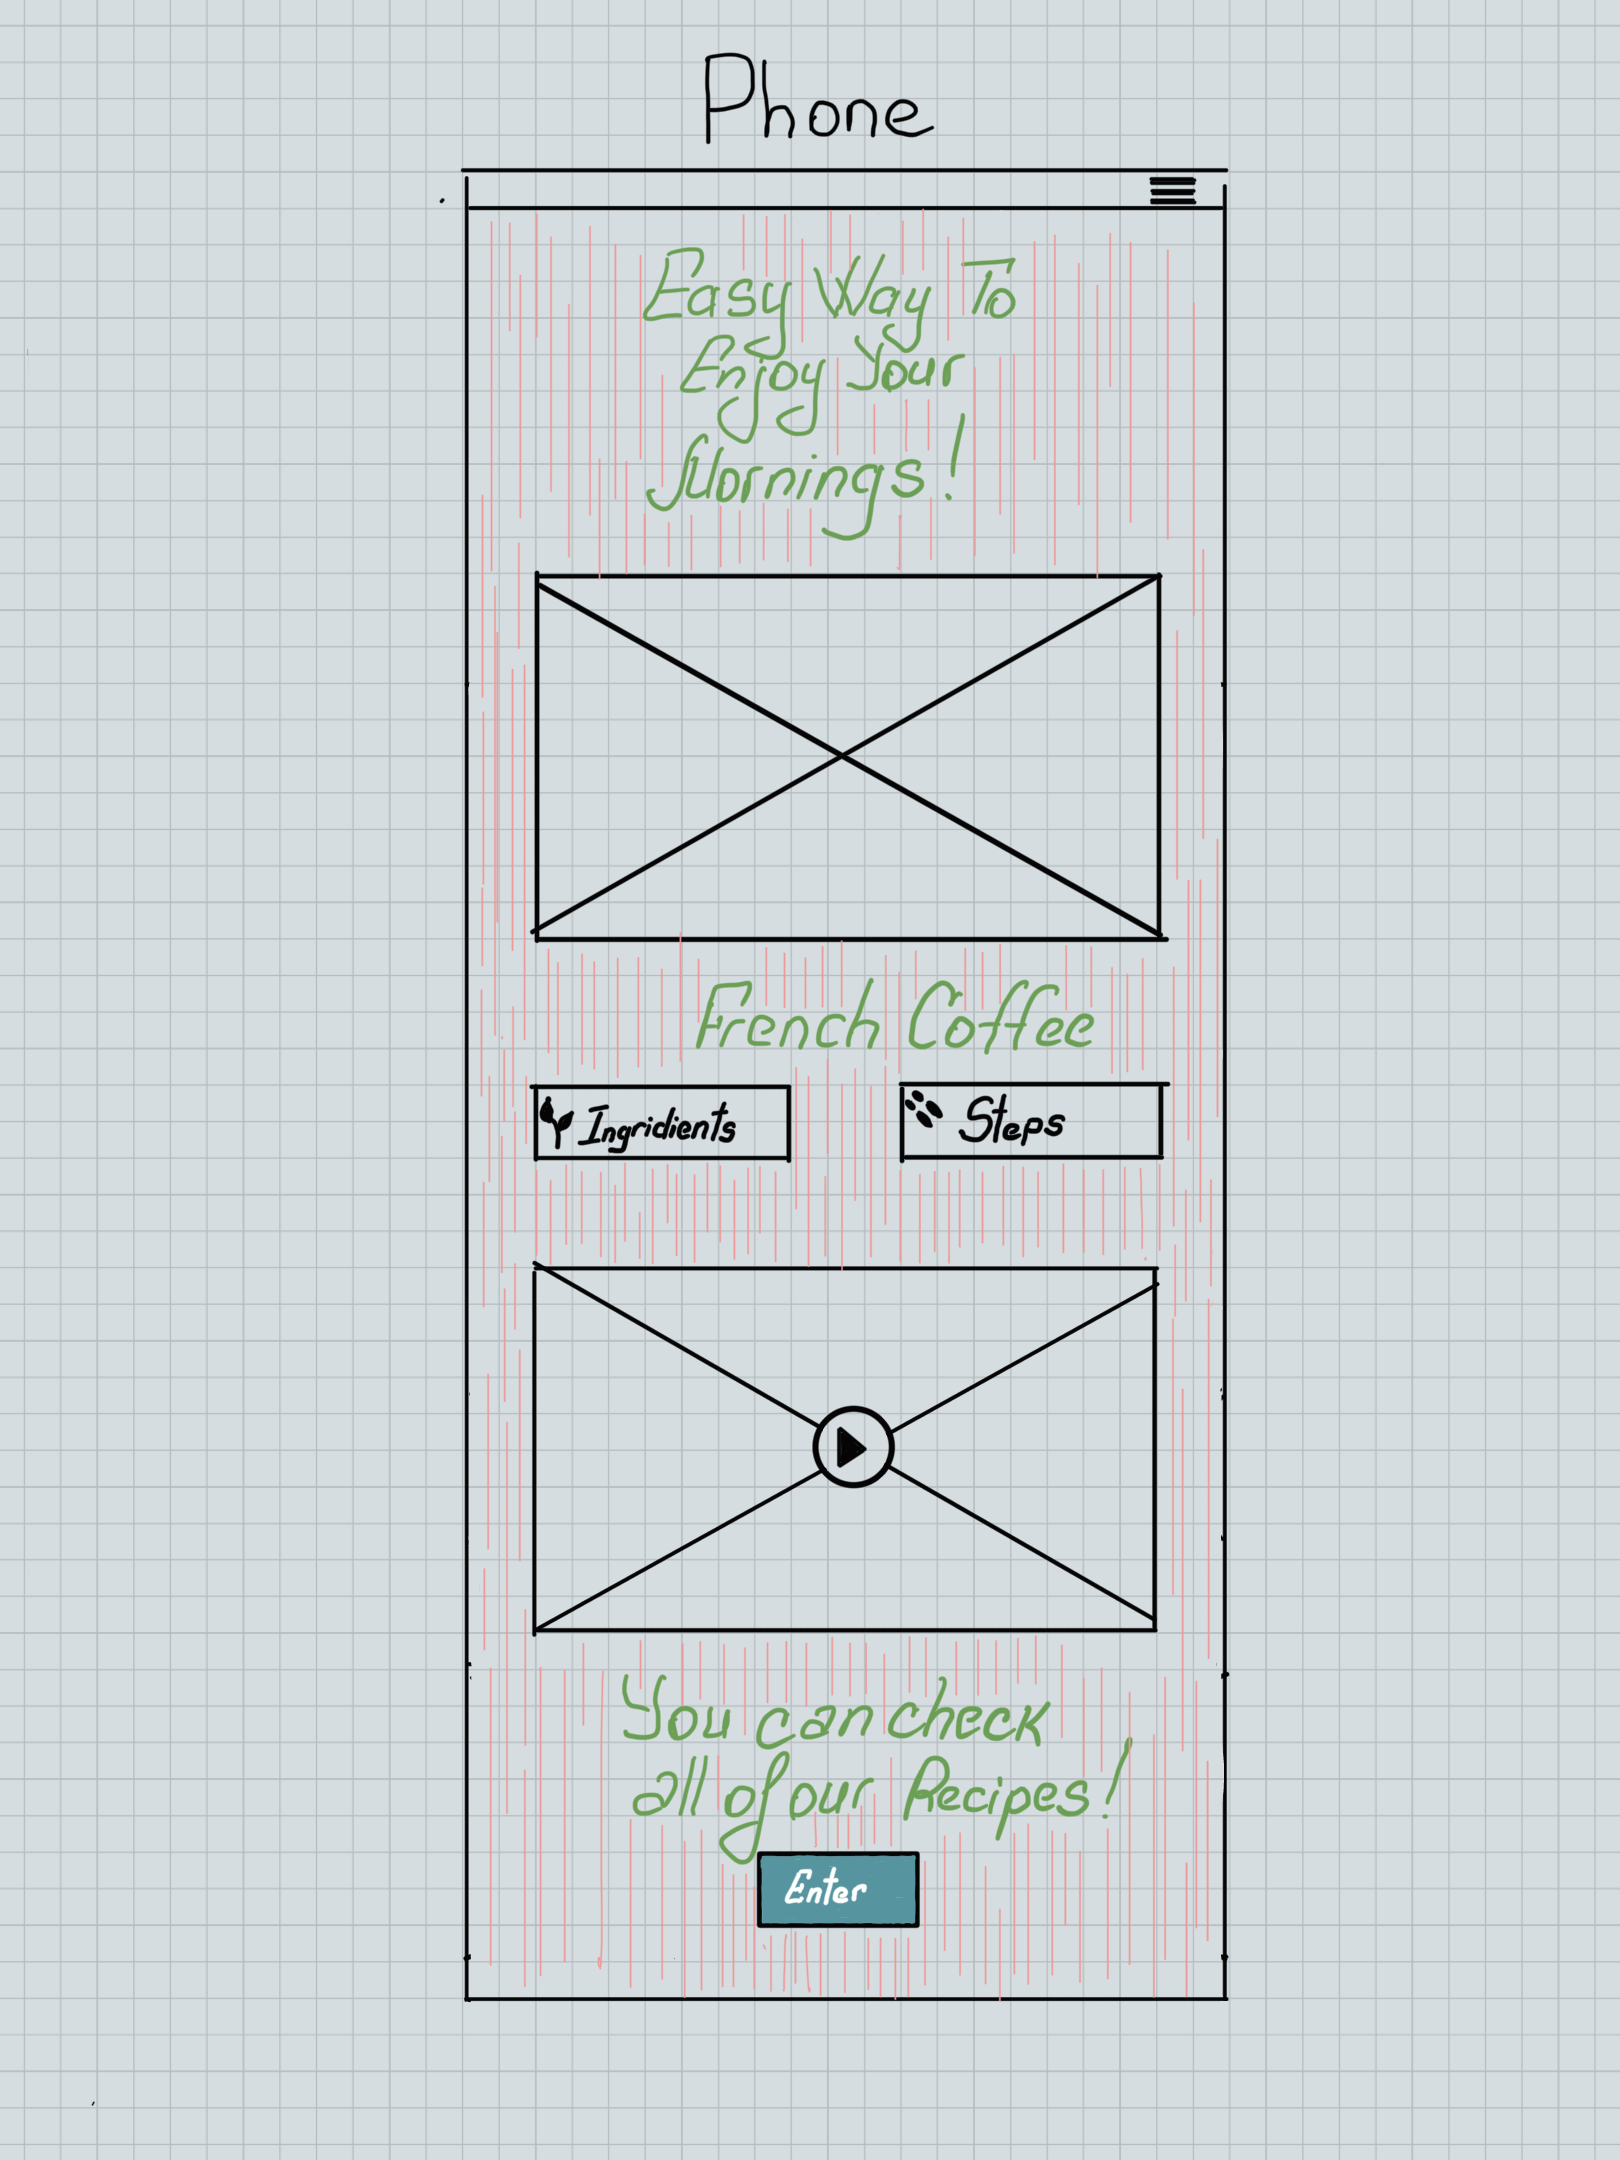 Phone
Easy Way To
Enjoy Your
Mornings!
French Coffee
Ingridients
Steps
You can check
all of our Recipes!
Enter